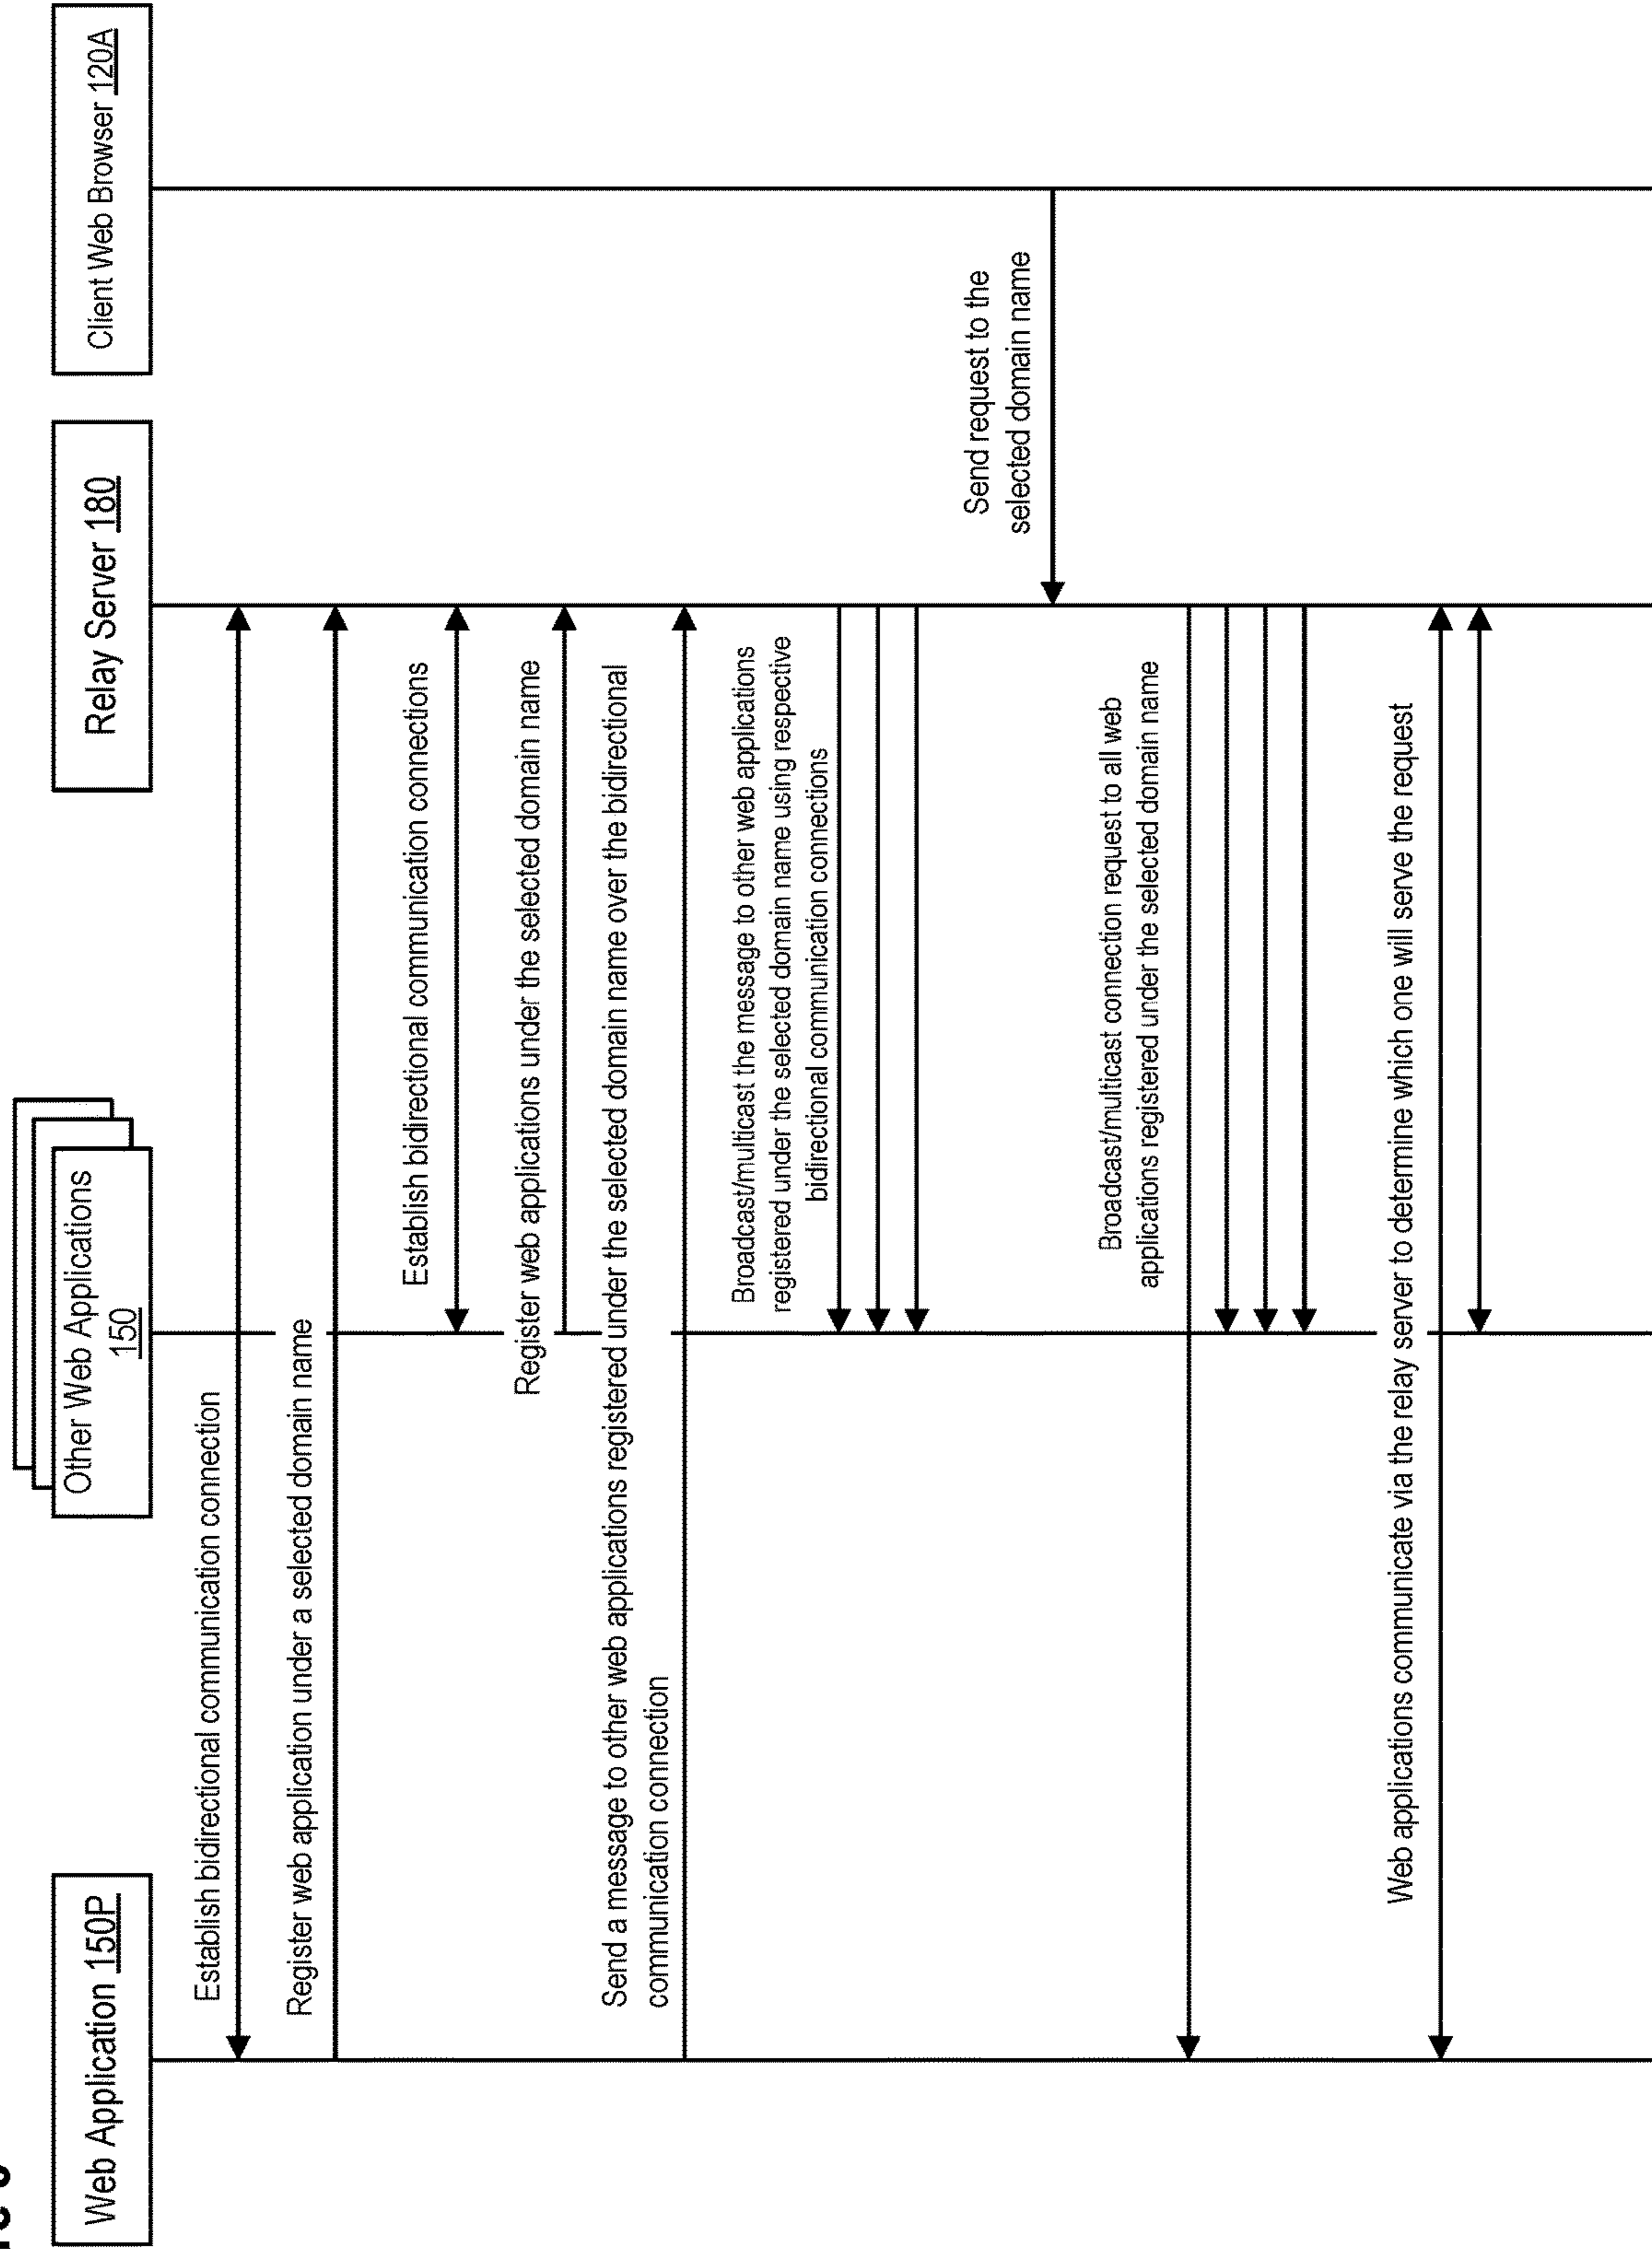 Web Application 150P
Other Web Applications
150
Relay Server 180
Client Web Browser 120A
Establish bidirectional communication connection
Register web application under a selected domain name
Establish bidirectional communication connections
Register web applications under the selected domain name
Send a message to other web applications registered under the selected domain name over the bidirectional
communication connection
Broadcast/multicast the message to other web applications
registered under the selected domain name using respective
bidirectional communication connections
Send request to the
selected domain name
Broadcast/multicast connection request to all web
applications registered under the selected domain name
Web applications communicate via the relay server to determine which one will serve the request